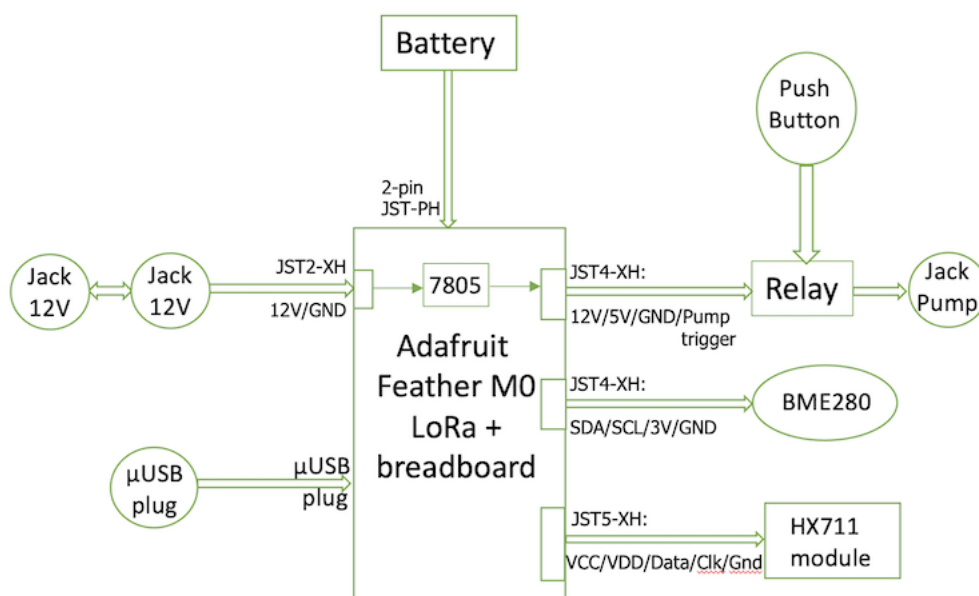 Battery
Push
Button
2-pin
JST-PH
Jack
12V
Jack
12V
JST2-XH
12V/GND
7805
JST4-XH:
12V/5V/GND/Pump
trigger
Relay
Jack
Pump
Adafruit
Feather M0
LoRa +
breadboard
JST4-XH:
SDA/SCL/3V/GND
BME280
μUSB
plug
μUSB
plug
JST5-XH:
VCC/VDD/Data/Clk/Gnd
HX711
module